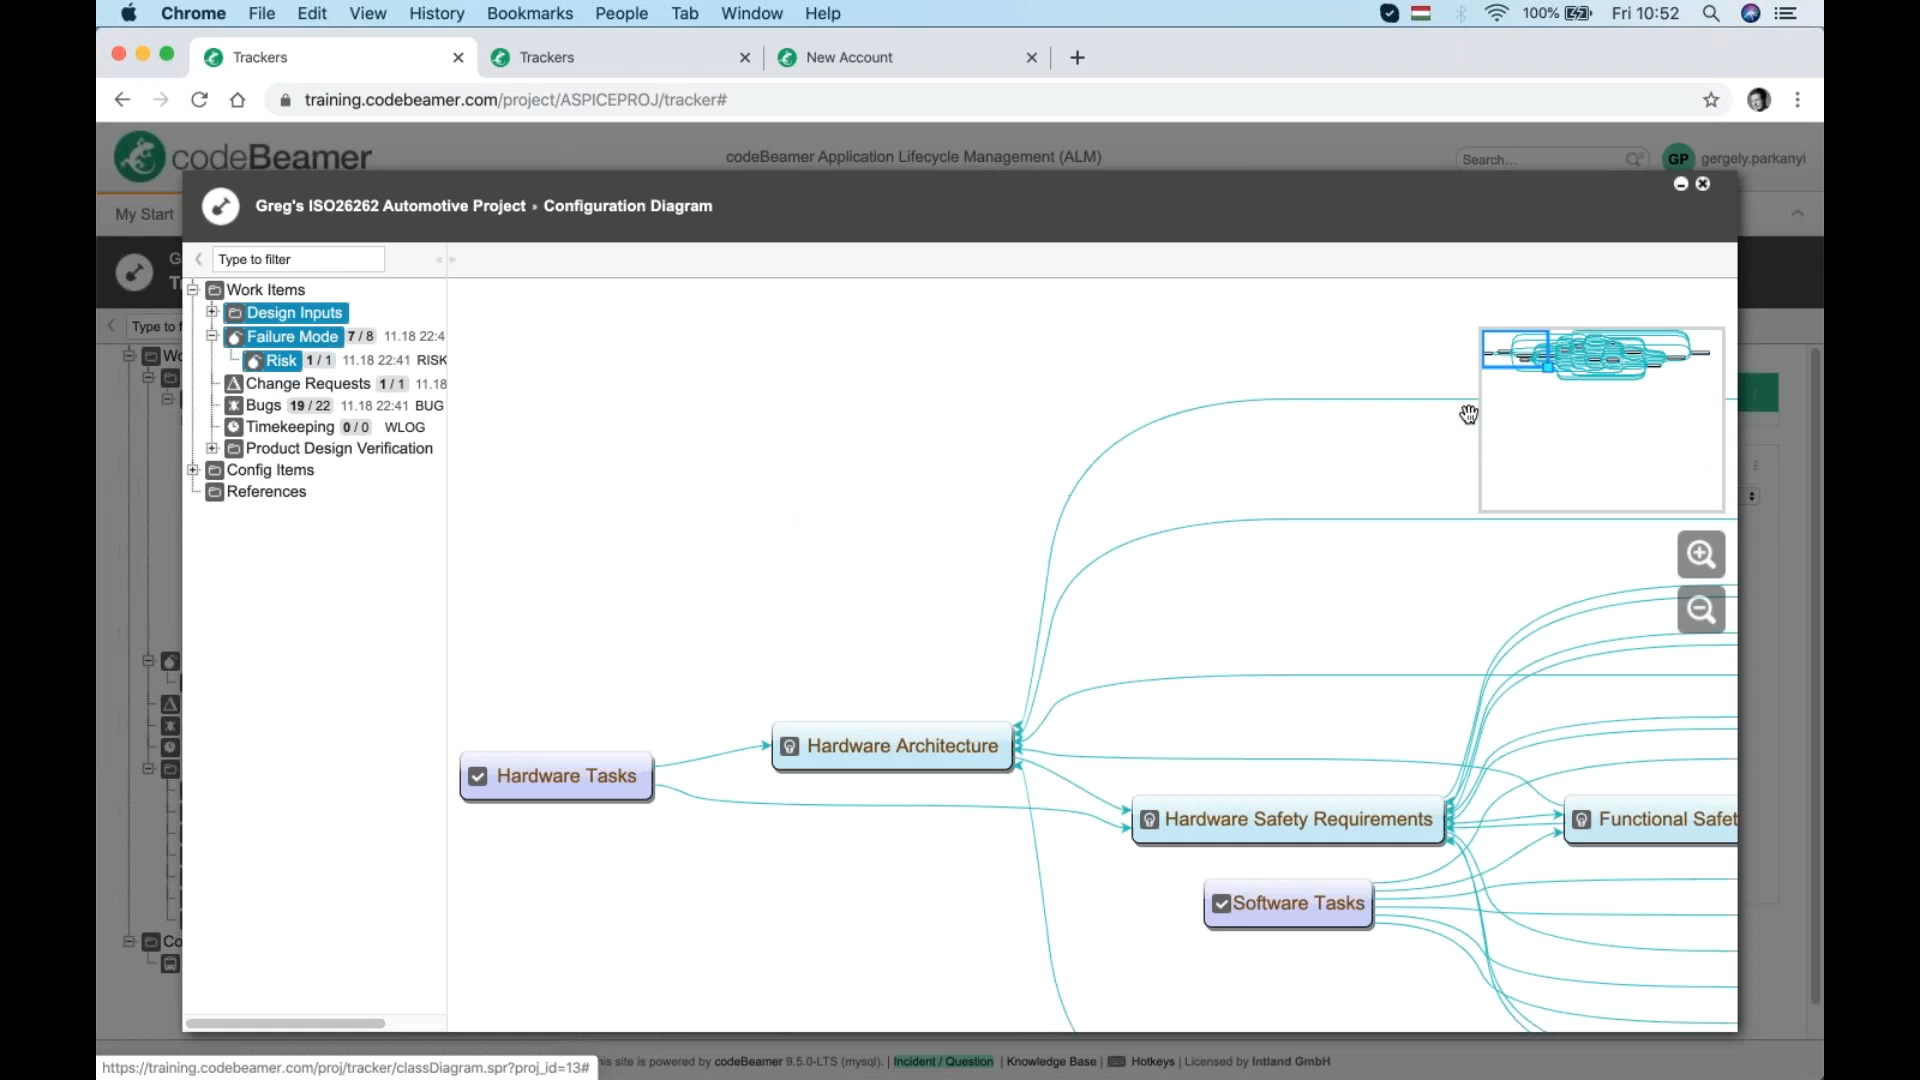 Chrome File Edit View History Bookmarks People Tab Window Help 100% Fri 10:52
Trackers Trackers New Account
training.codebeamer.com/project/ASPICEPROJ/tracker#
codeBeamer codeBeamer Application Lifecycle Management (ALM) Search... GP gergely.parkanyi
My Start
Greg's ISO26262 Automotive Project » Configuration Diagram
G
T
Type to filter
Type to f
Work Items
Design Inputs
Failure Mode 7 / 8 11.18 22:4
Risk 1 / 1 11.18 22:41 RISK
Change Requests 1 / 1 11.18
Bugs 19 / 22 11.18 22:41 BUG
Timekeeping 0 / 0 WLOG
Product Design Verification
Config Items
References
Wo
Co
Hardware Architecture
Hardware Tasks
Hardware Safety Requirements
Functional Safet
Software Tasks
https://training.codebeamer.com/proj/tracker/classDiagram.spr?proj_id=13#
is site is powered by codeBeamer 9.5.0-LTS (mysql). | Incident / Question | Knowledge Base | Hotkeys | Licensed by Intland GmbH